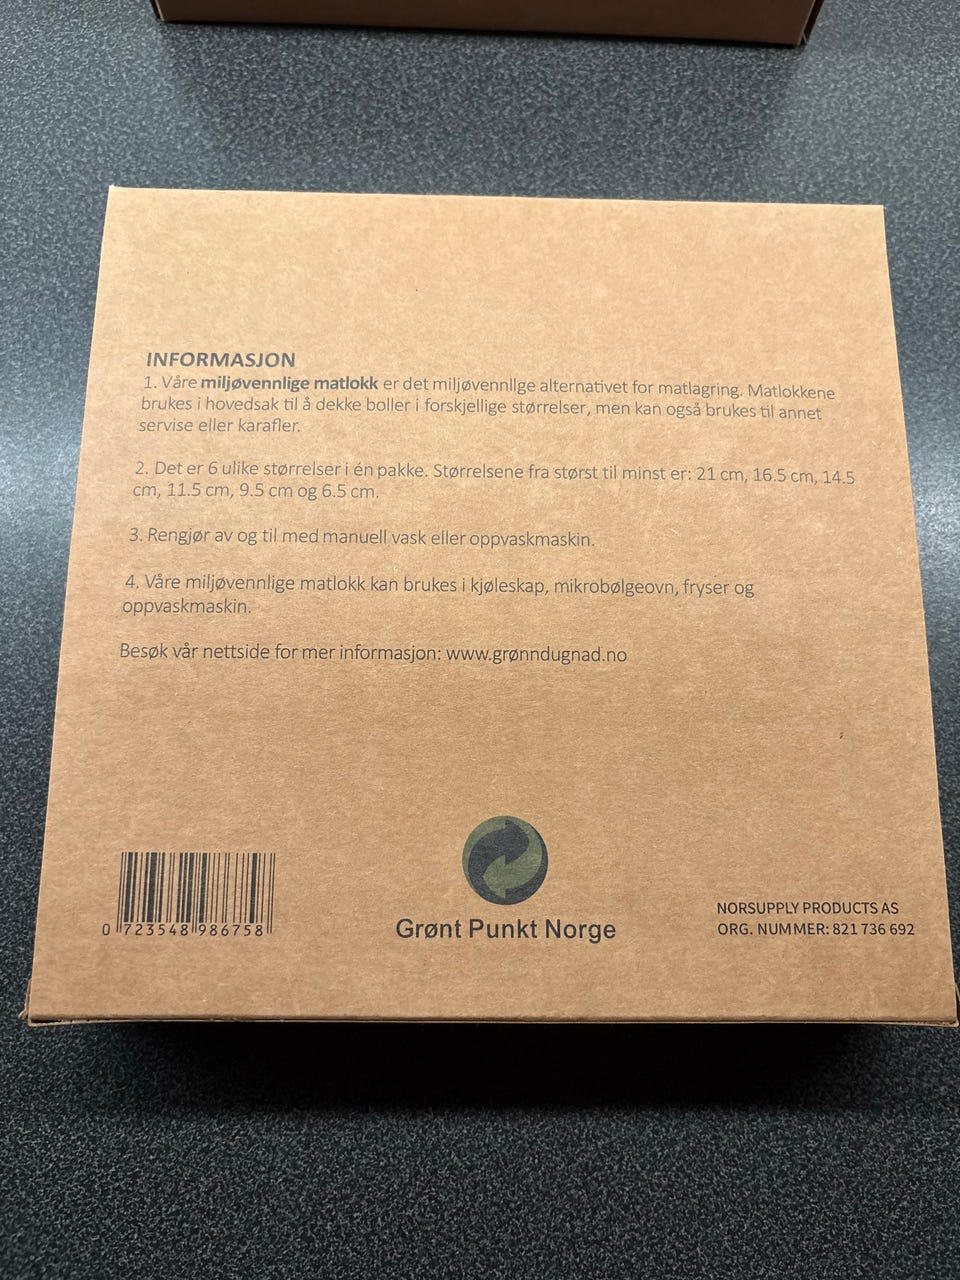 INFORMASJON
1. Våre miljøvennlige matlokk er det miljøvennlige alternativet for matlagring. Matlokkene
brukes i hovedsak til å dekke boller i forskjellige størrelser, men kan også brukes til annet
servise eller karafler.
2. Det er 6 ulike størrelser i én pakke. Størrelsene fra størst til minst er: 21 cm, 16.5 cm, 14.5
cm, 11.5 cm, 9.5 cm og 6.5 cm.
3. Rengjør av og til med manuell vask eller oppvaskmaskin.
4. Våre miljøvennlige matlokk kan brukes i kjøleskap, mikrobølgeovn, fryser og
oppvaskmaskin.
Besøk vår nettside for mer informasjon: www.grønndugnad.no
0 723548 986758
Grønt Punkt Norge
NORSUPPLY PRODUCTS AS
ORG. NUMMER: 821 736 692